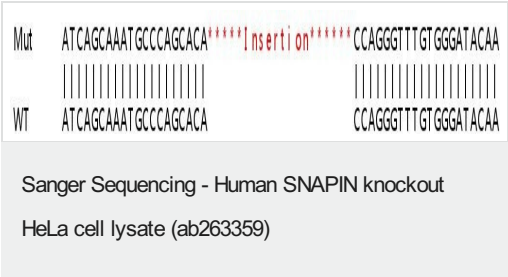 Mut ATCAGCAAATGCCCAGCACA*****Insertion******CCAGGGTTTGTGGGATACAA
||||||||||||||||||||  ||||||||||||||||||||
WT ATCAGCAAATGCCCAGCACA CCAGGGTTTGTGGGATACAA
Sanger Sequencing - Human SNAPIN knockout
HeLa cell lysate (ab263359)